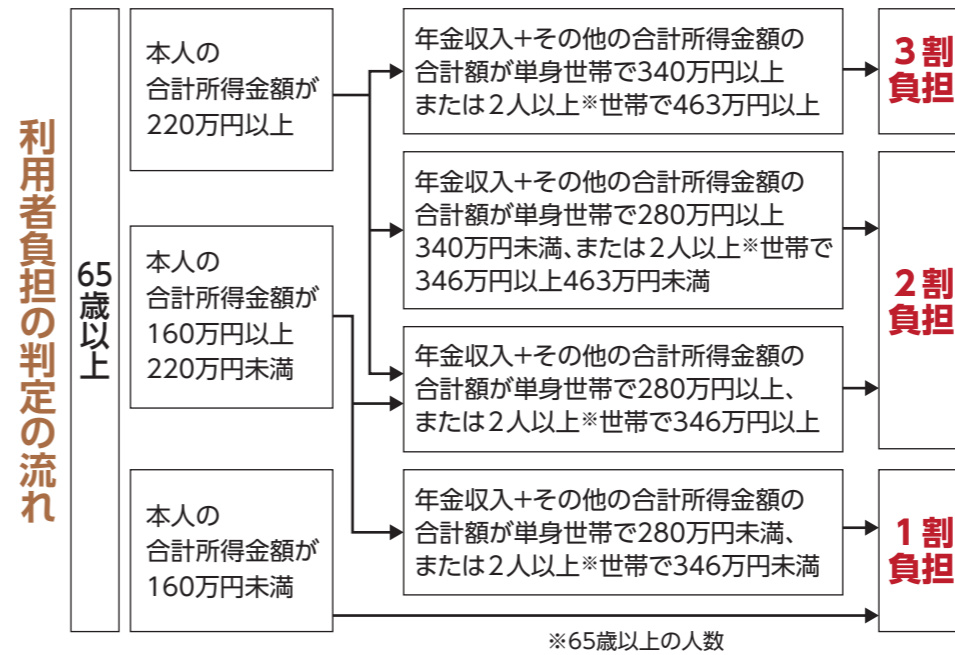 利用者負担の判定の流れ
65歳以上
本人の
合計所得金額が
220万円以上
年金収入+その他の合計所得金額の
合計額が単身世帯で340万円以上
または2人以上※世帯で463万円以上
3割
負担
年金収入+その他の合計所得金額の
合計額が単身世帯で280万円以上
340万円未満、または2人以上※世帯で
346万円以上463万円未満
本人の
合計所得金額が
160万円以上
220万円未満
2割
負担
年金収入+その他の合計所得金額の
合計額が単身世帯で280万円以上、
または2人以上※世帯で346万円以上
本人の
合計所得金額が
160万円未満
年金収入+その他の合計所得金額の
合計額が単身世帯で280万円未満、
または2人以上※世帯で346万円未満
1割
負担
※65歳以上の人数